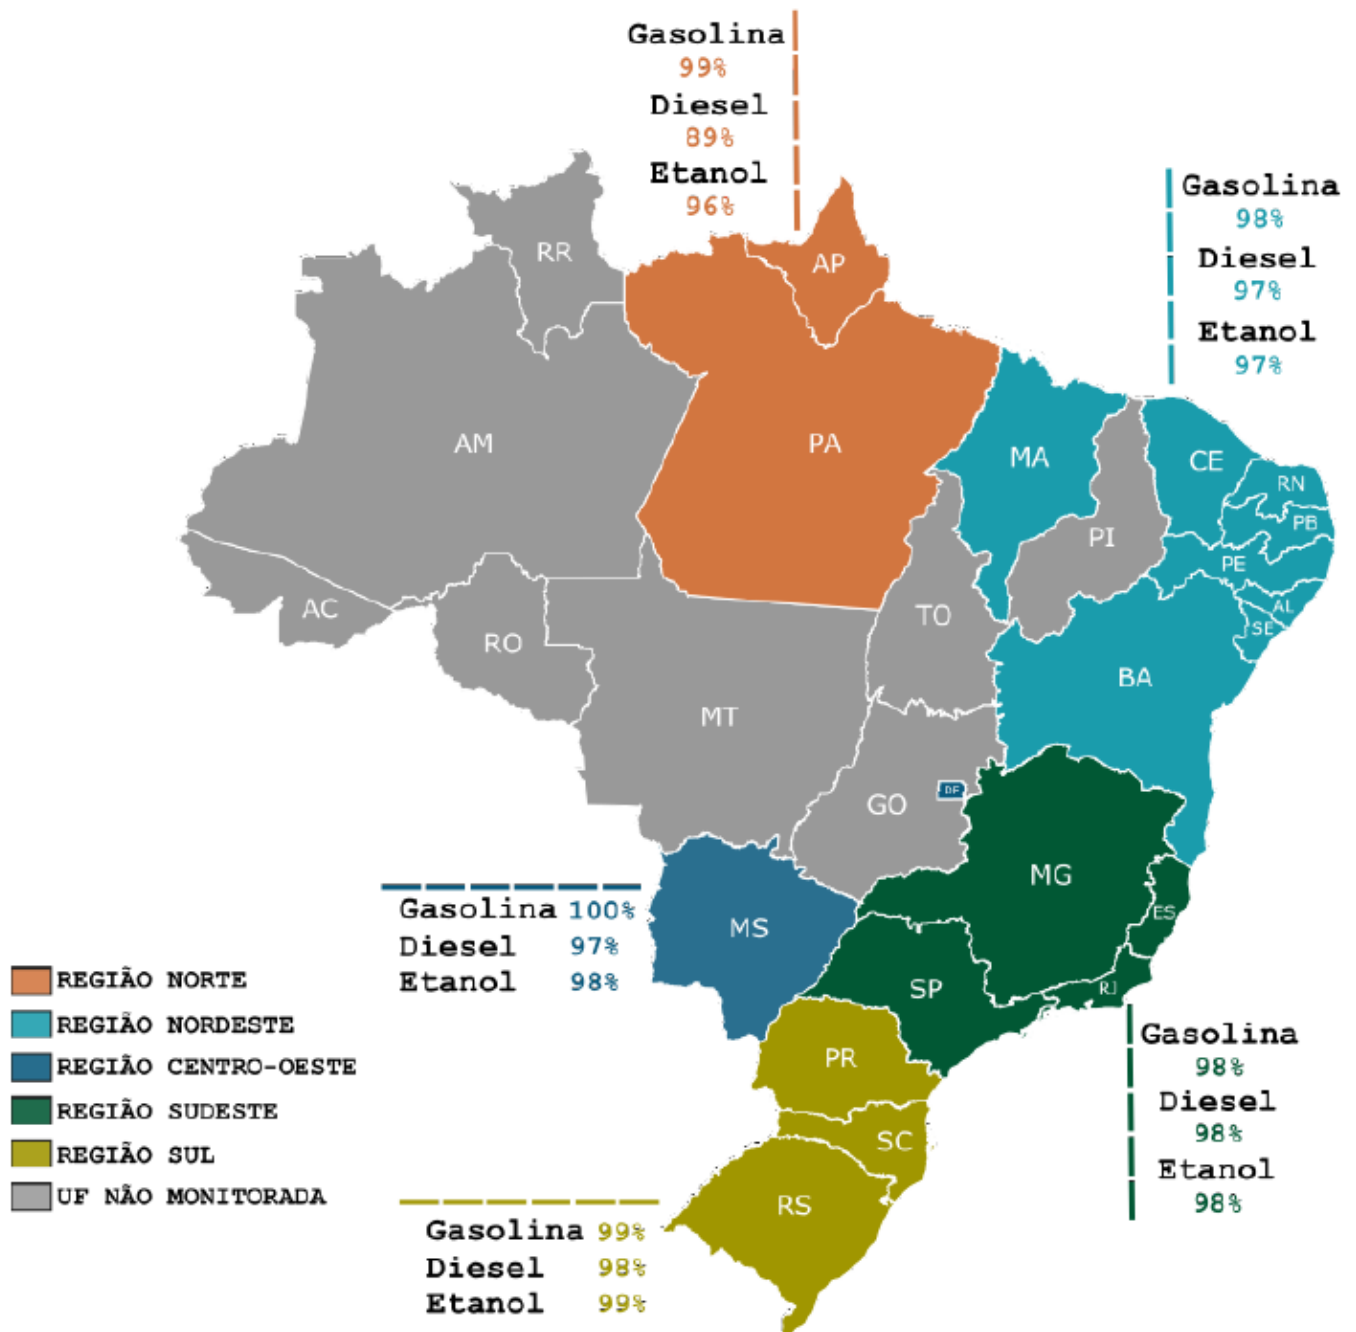 Gasolina
99%
Diesel
89%
Etanol
96%
Gasolina
98%
Diesel
97%
Etanol
97%
RR
AP
AM
PA
MA
CE
RN
PB
PI
PE
AL
SE
AC
RO
TO
BA
MT
GO
DF
MG
ES
MS
SP
RJ
PR
SC
RS
Gasolina 100%
Diesel 97%
Etanol 98%
REGIÃO NORTE
REGIÃO NORDESTE
REGIÃO CENTRO-OESTE
REGIÃO SUDESTE
REGIÃO SUL
UF NÃO MONITORADA
Gasolina
98%
Diesel
98%
Etanol
98%
Gasolina 99%
Diesel 98%
Etanol 99%